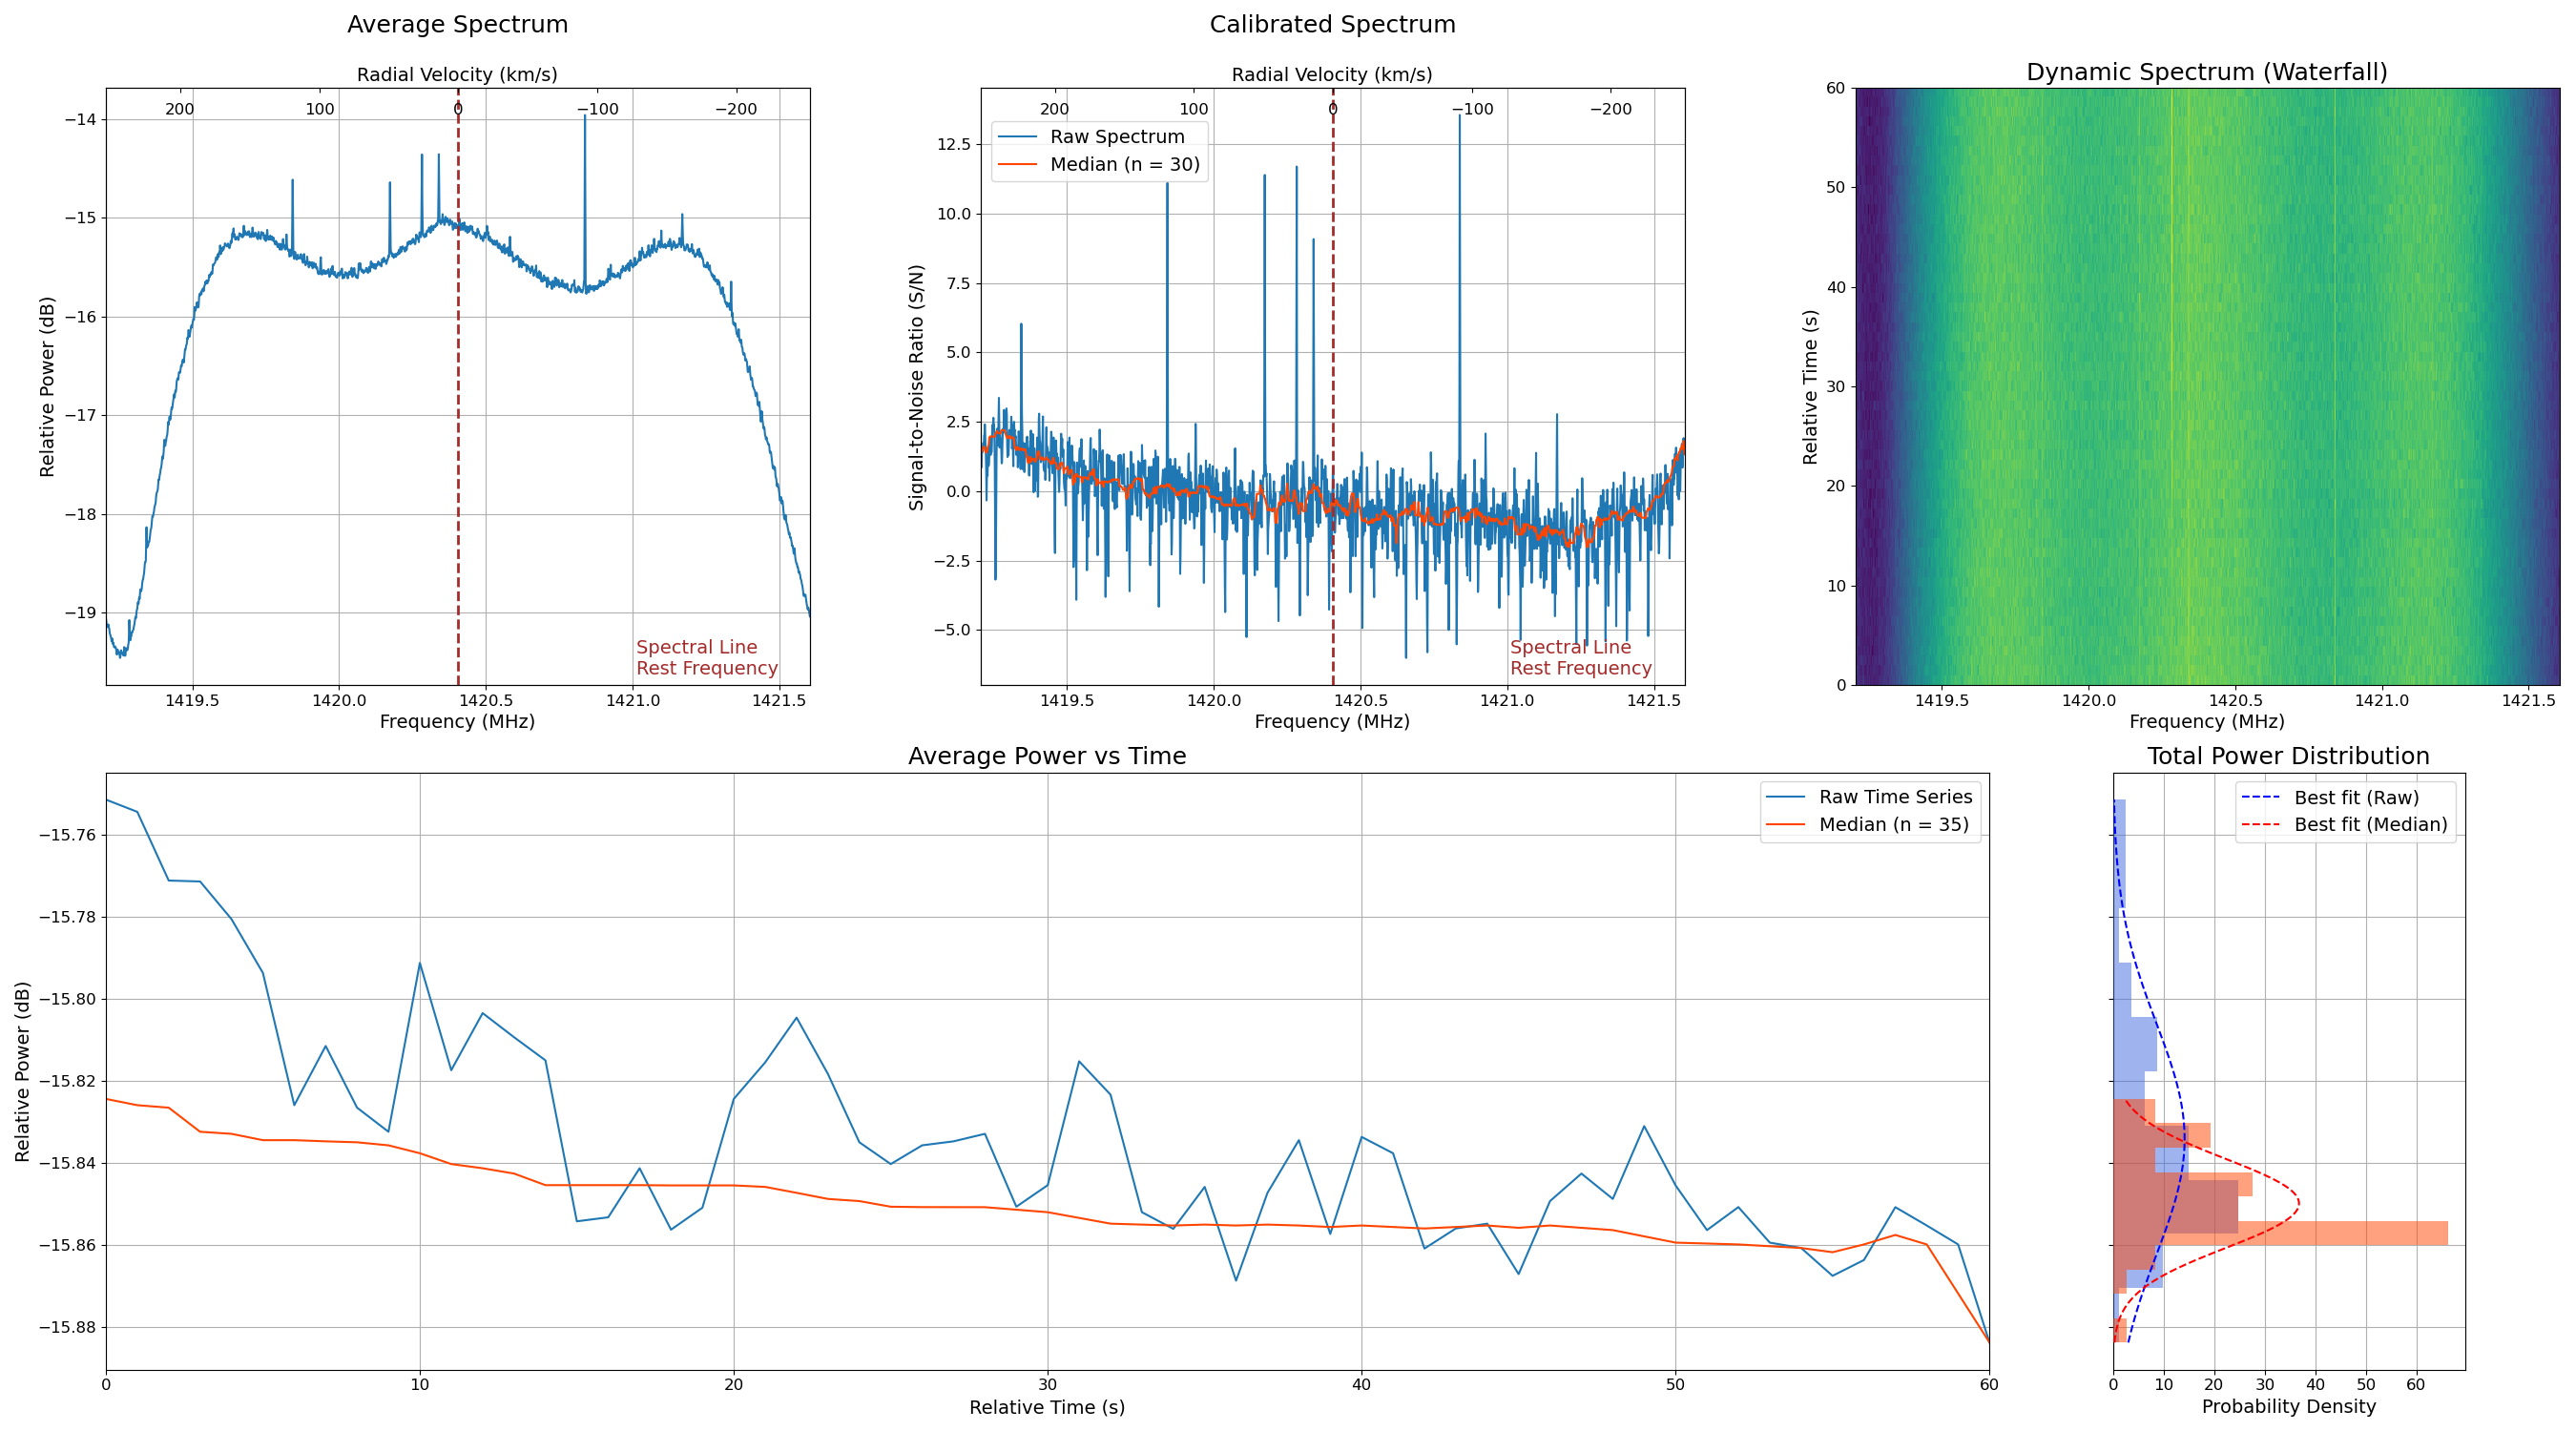 Average Spectrum
Radial Velocity (km/s)
200 100 0 −100 −200
−14
−15
−16
−17
−18
−19
Relative Power (dB)
Spectral Line
Rest Frequency
1419.5 1420.0 1420.5 1421.0 1421.5
Frequency (MHz)
Calibrated Spectrum
Radial Velocity (km/s)
200 100 0 −100 −200
Raw Spectrum
Median (n = 30)
12.5
10.0
7.5
5.0
2.5
0.0
−2.5
−5.0
Signal-to-Noise Ratio (S/N)
Spectral Line
Rest Frequency
1419.5 1420.0 1420.5 1421.0 1421.5
Frequency (MHz)
Dynamic Spectrum (Waterfall)
60
50
40
30
20
10
0
Relative Time (s)
1419.5 1420.0 1420.5 1421.0 1421.5
Frequency (MHz)
Average Power vs Time
Raw Time Series
Median (n = 35)
−15.76
−15.78
−15.80
−15.82
−15.84
−15.86
−15.88
Relative Power (dB)
0 10 20 30 40 50 60
Relative Time (s)
Total Power Distribution
Best fit (Raw)
Best fit (Median)
0 10 20 30 40 50 60
Probability Density